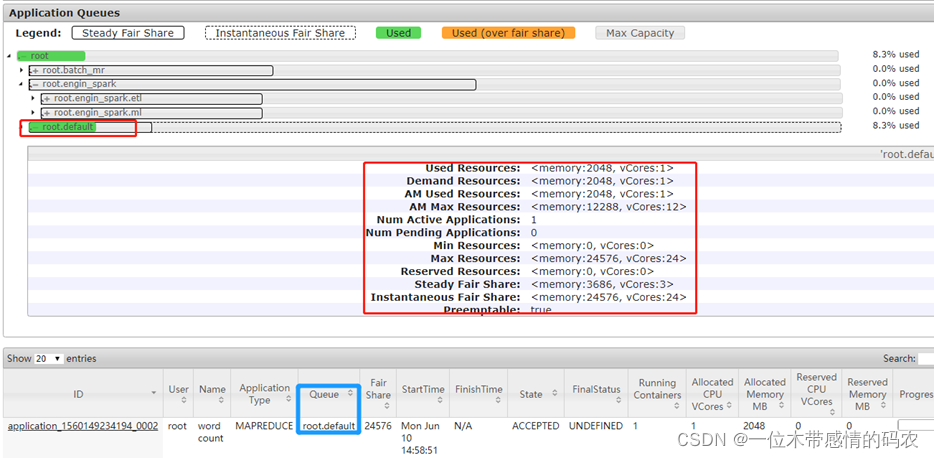 Application Queues
Legend: Steady Fair Share Instantaneous Fair Share Used Used (over fair share) Max Capacity
root 8.3% used
+ root.batch_mr 0.0% used
root.engin_spark 0.0% used
+ root.engin_spark.etl 0.0% used
+ root.engin_spark.ml 0.0% used
root.default 8.3% used
'root.defau
Used Resources: <memory:2048, vCores:1>
Demand Resources: <memory:2048, vCores:1>
AM Used Resources: <memory:2048, vCores:1>
AM Max Resources: <memory:12288, vCores:12>
Num Active Applications: 1
Num Pending Applications: 0
Min Resources: <memory:0, vCores:0>
Max Resources: <memory:24576, vCores:24>
Reserved Resources: <memory:0, vCores:0>
Steady Fair Share: <memory:3686, vCores:3>
Instantaneous Fair Share: <memory:24576, vCores:24>
Preemptable: true
Show 20 entries Search:
ID User Name Application Type Queue Fair Share StartTime FinishTime State FinalStatus Running Containers Allocated CPU VCores Allocated Memory MB Reserved CPU VCores Reserved Memory MB Progres
application_1560149234194_0002 root word count MAPREDUCE root.default 24576 Mon Jun 10 14:58:51 N/A ACCEPTED UNDEFINED 1 1 2048 0 0
CSDN @一位木带感情的码农